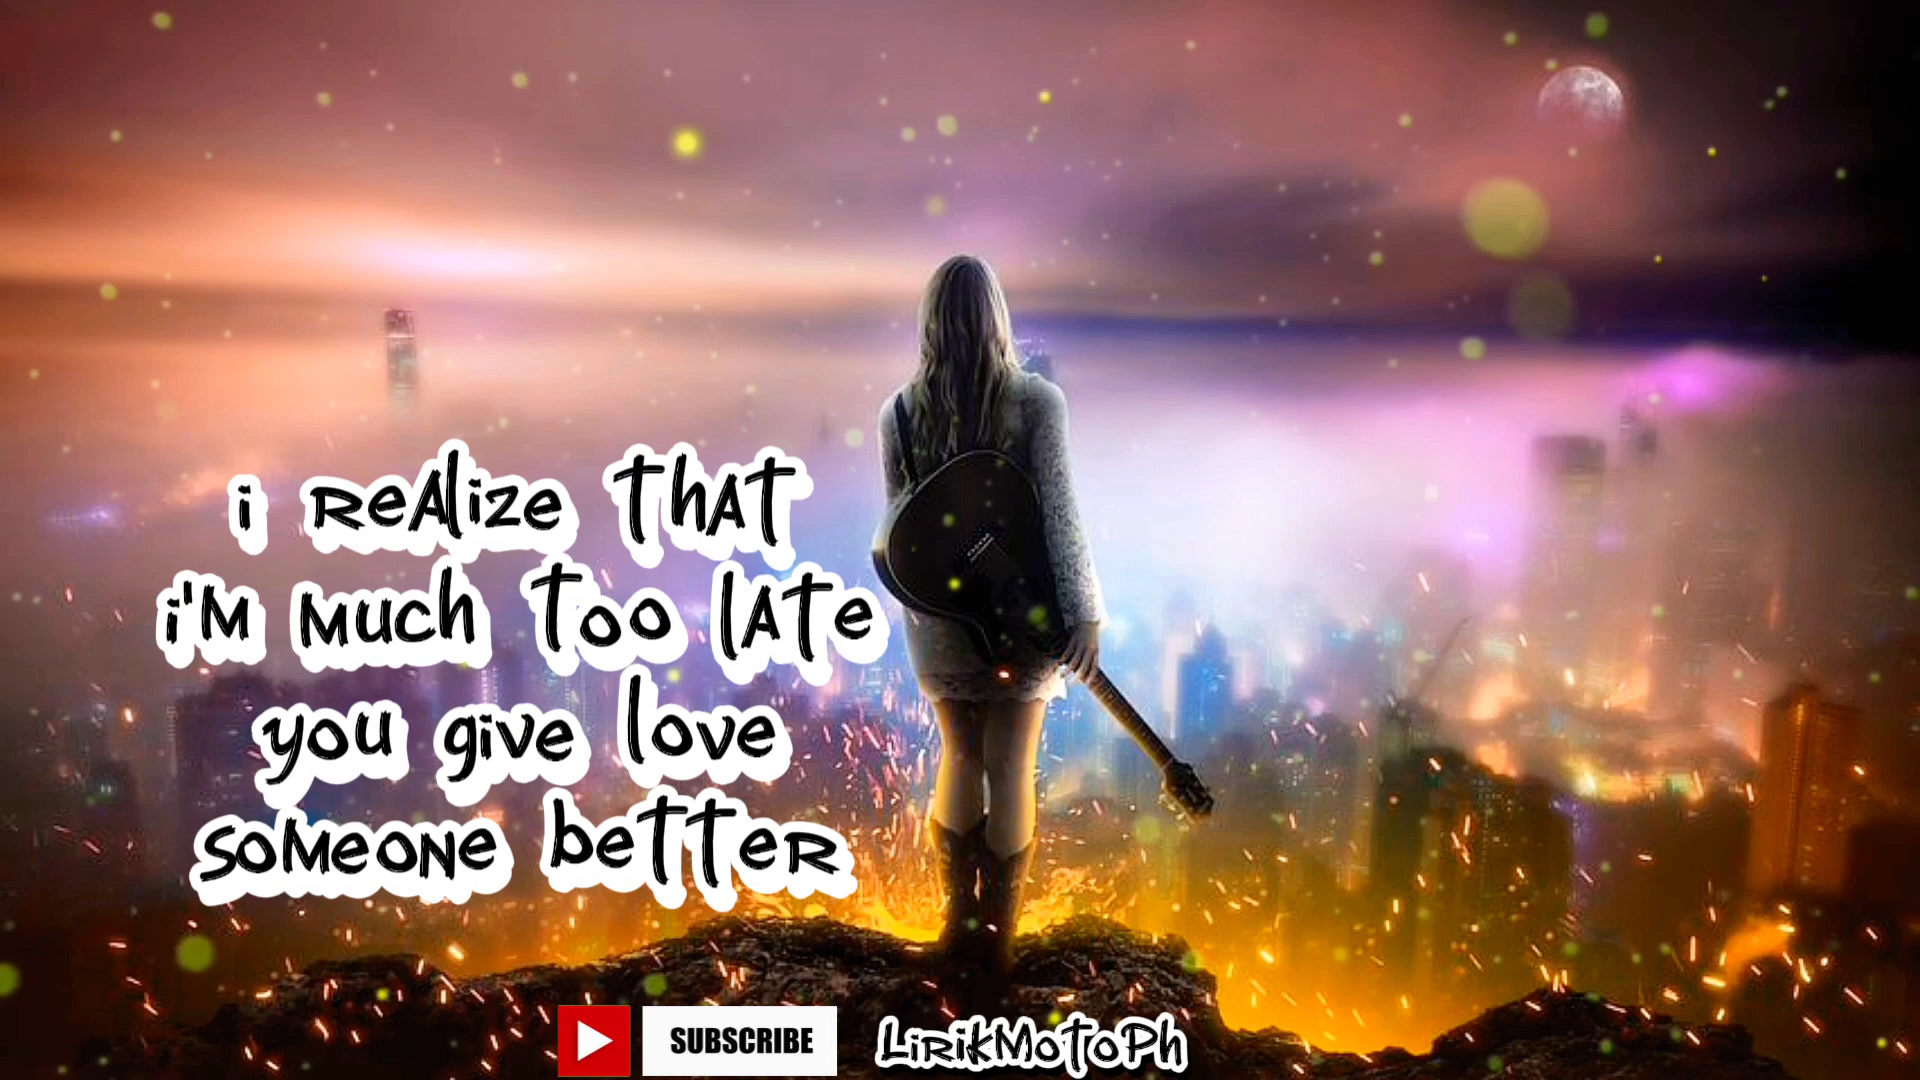 i realize that
i'm much too late
you give love
someone better
SUBSCRIBE
LirikMotoPh